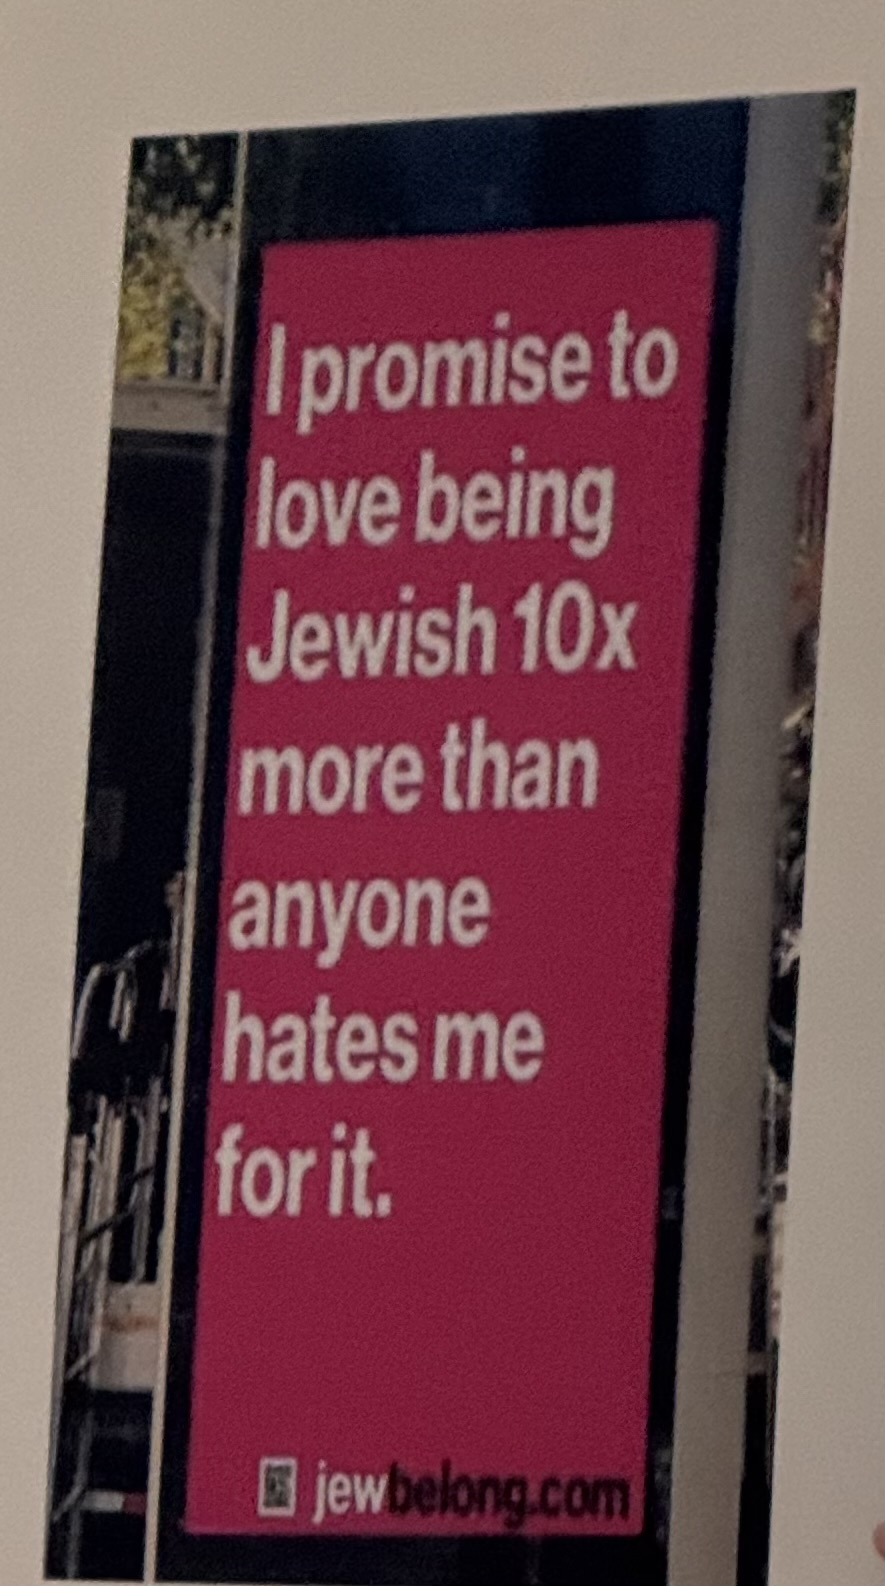 I promise to
love being
Jewish 10x
more than
anyone
hates me
for it.
jewbelong.com